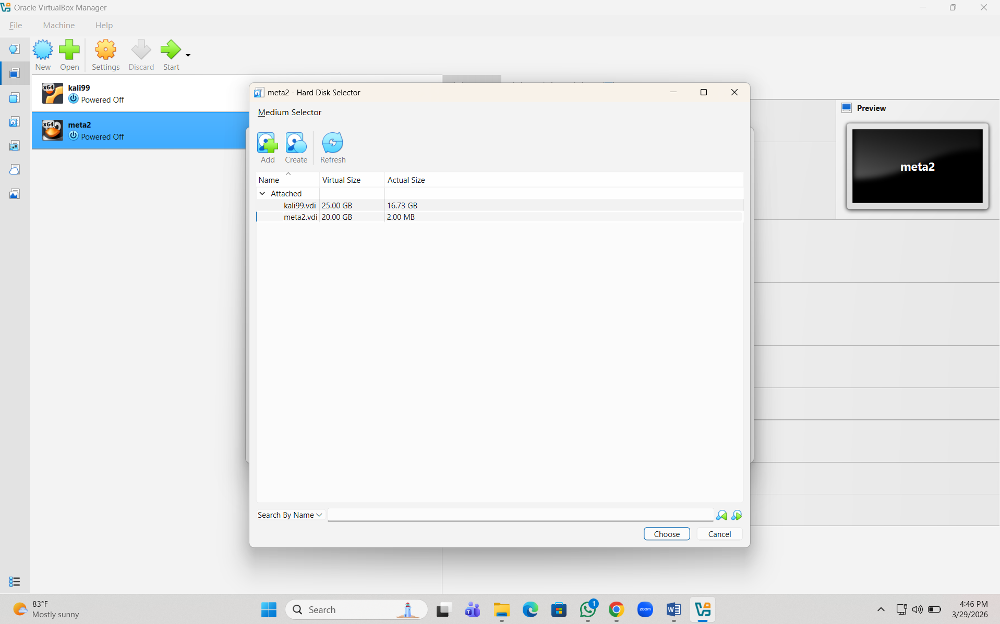 Oracle VirtualBox Manager
File Machine Help
New Open Settings Discard Start
x64 kali99
Powered Off
x64 meta2
Powered Off
meta2 - Hard Disk Selector
Medium Selector
Add Create Refresh
Name Virtual Size Actual Size
Attached
kali99.vdi 25.00 GB 16.73 GB
meta2.vdi 20.00 GB 2.00 MB
Search By Name
Choose Cancel
Preview
meta2
83°F
Mostly sunny
Search
T
1
zoom
W
4:46 PM
3/29/2026